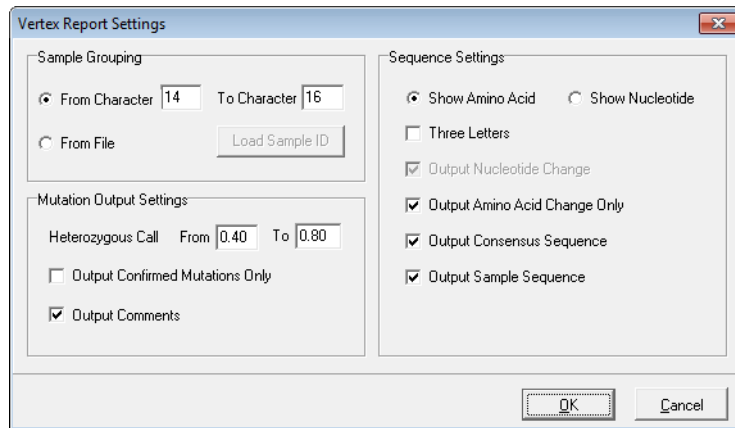 Vertex Report Settings
Sample Grouping
From Character 14 To Character 16
From File Load Sample ID
Mutation Output Settings
Heterozygous Call From 0.40 To 0.80
Output Confirmed Mutations Only
Output Comments
Sequence Settings
Show Amino Acid Show Nucleotide
Three Letters
Output Nucleotide Change
Output Amino Acid Change Only
Output Consensus Sequence
Output Sample Sequence
OK Cancel